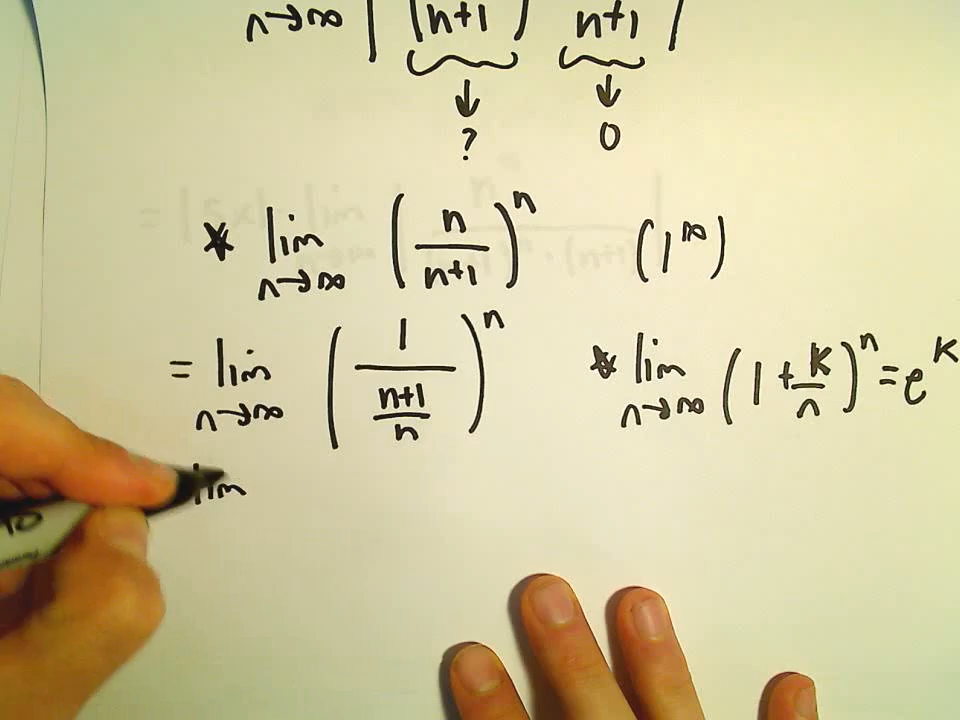 n→∞ | (n+1) n+1 |
↓ ↓
? 0
* lim n→∞ (n/(n+1))^n (1^∞)
= lim n→∞ (1/((n+1)/n))^n * lim n→∞ (1 + k/n)^n = e^k
lim